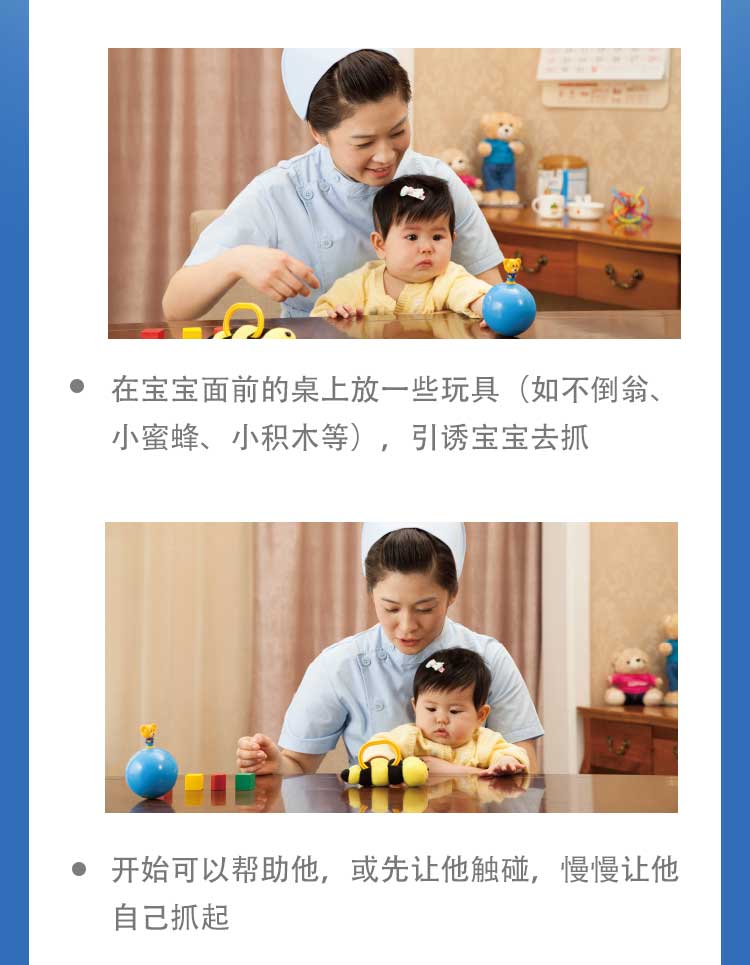 在宝宝面前的桌上放一些玩具（如不倒翁、
小蜜蜂、小积木等），引诱宝宝去抓
开始可以帮助他，或先让他触碰，慢慢让他
自己抓起